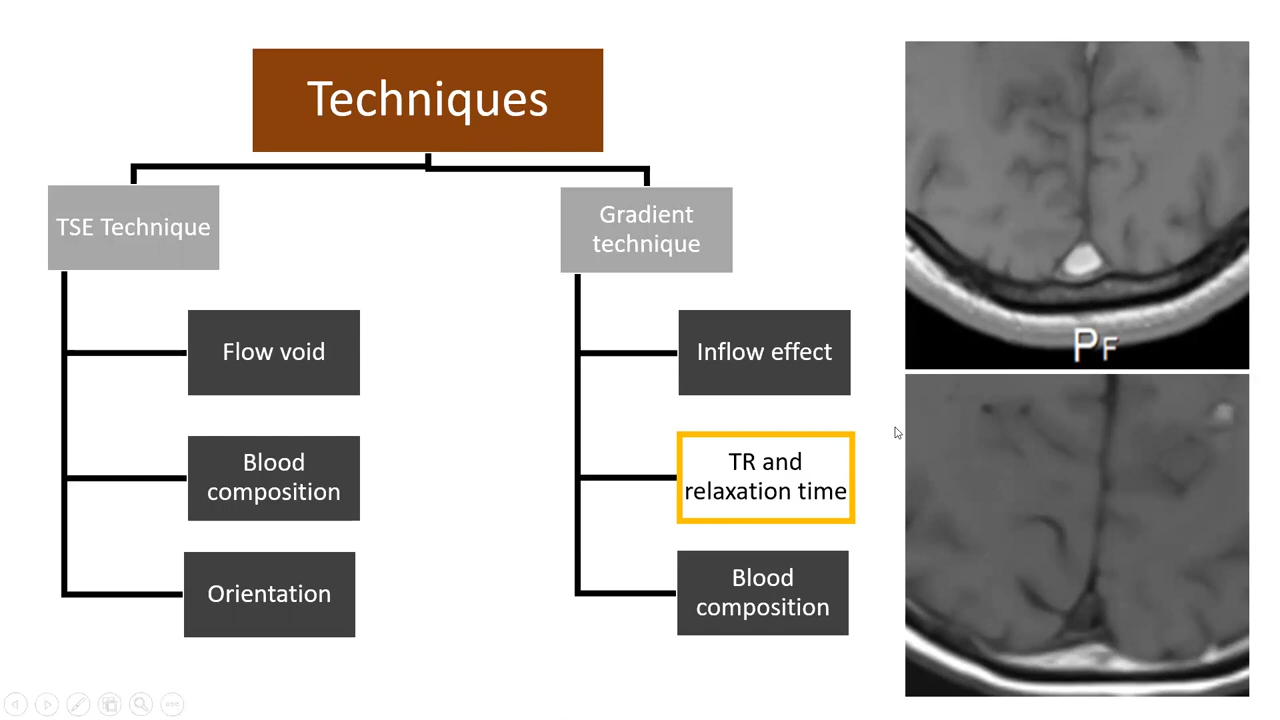 Techniques
TSE Technique
Flow void
Blood
composition
Orientation
Gradient
technique
Inflow effect
TR and
relaxation time
Blood
composition
PF